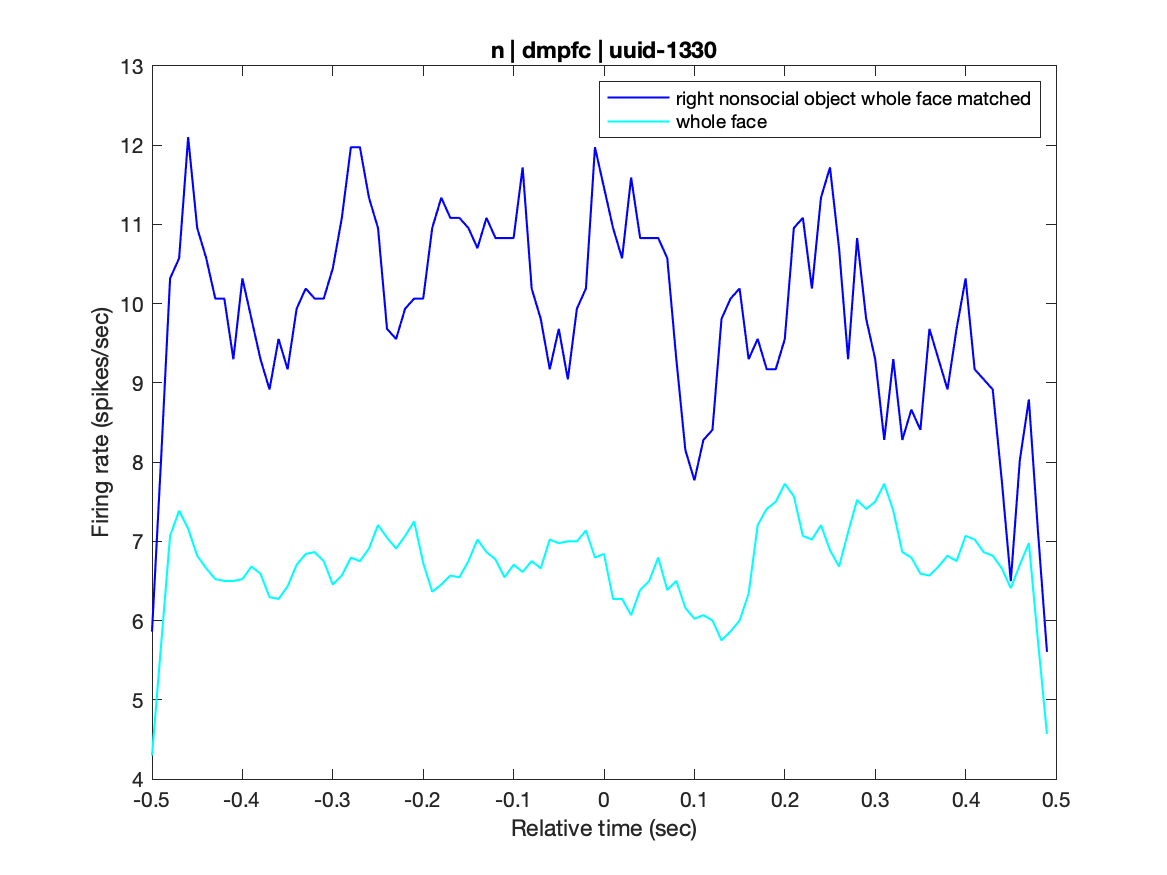 n | dmpfc | uuid-1330
right nonsocial object whole face matched
whole face
13
12
11
10
9
8
7
6
5
4
Firing rate (spikes/sec)
-0.5 -0.4 -0.3 -0.2 -0.1 0 0.1 0.2 0.3 0.4 0.5
Relative time (sec)